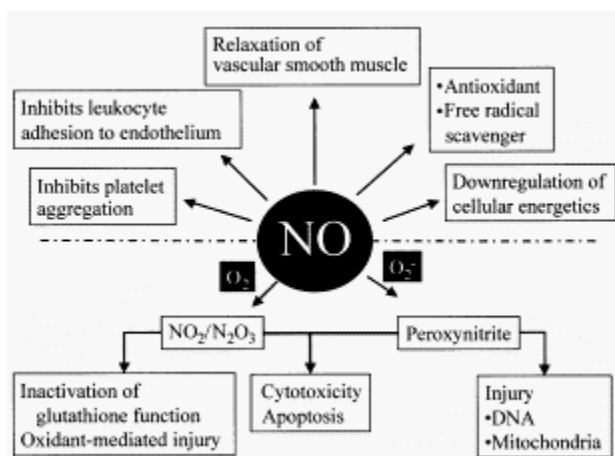 Relaxation of
vascular smooth muscle
•Antioxidant
•Free radical
scavenger
Inhibits leukocyte
adhesion to endothelium
Inhibits platelet
aggregation
Downregulation of
cellular energetics
NO
O₂
O₂⁻
NO₂/N₂O₃
Peroxynitrite
Inactivation of
glutathione function
Oxidant-mediated injury
Cytotoxicity
Apoptosis
Injury
•DNA
•Mitochondria